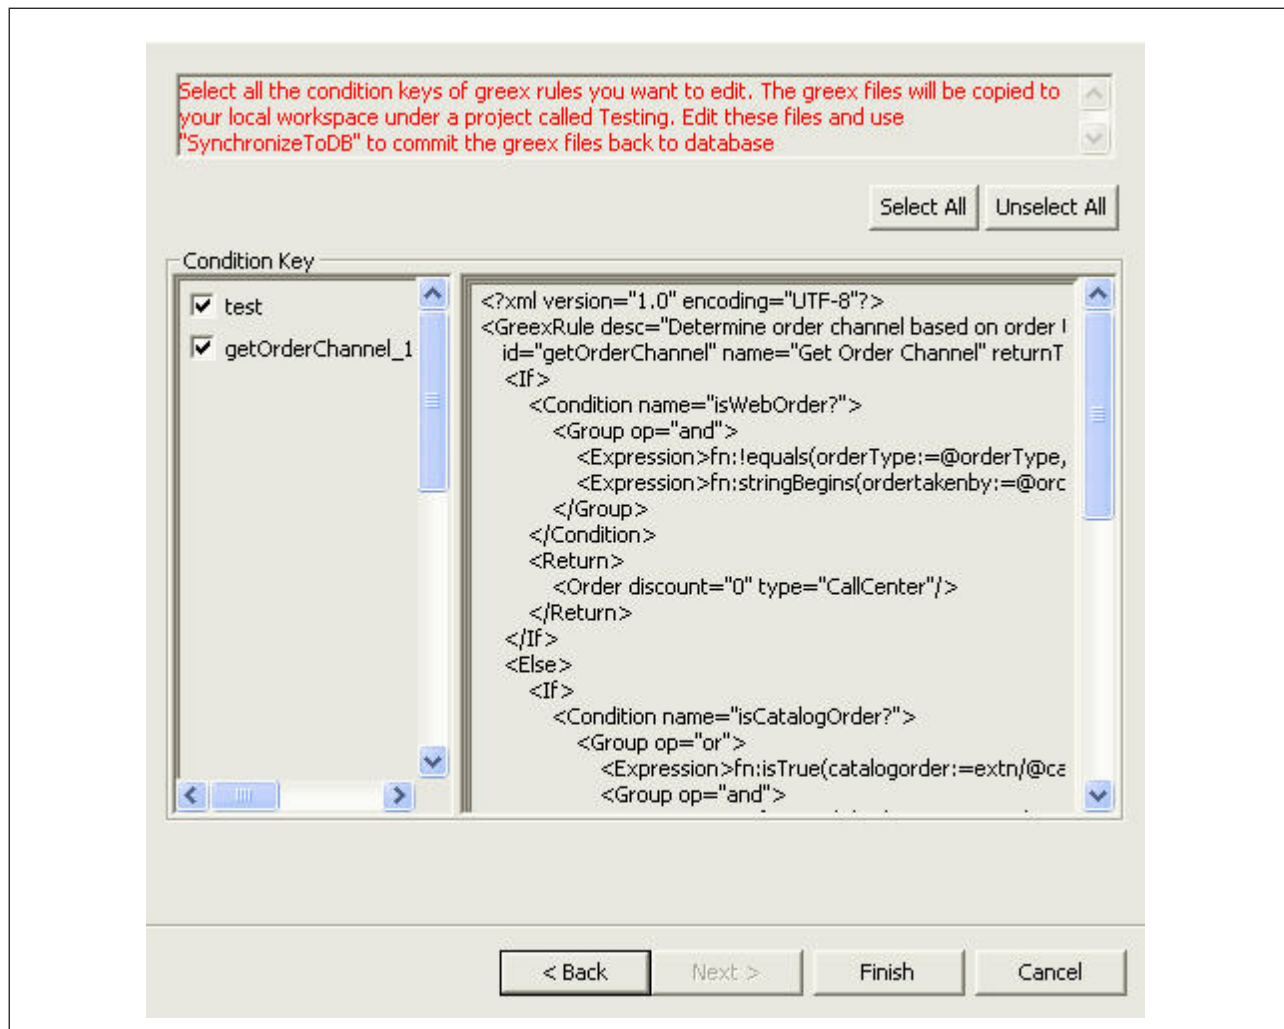 Select all the condition keys of greex rules you want to edit. The greex files will be copied to
your local workspace under a project called Testing. Edit these files and use
"SynchronizeToDB" to commit the greex files back to database
Select All
Unselect All
Condition Key
test
getOrderChannel_1
<?xml version="1.0" encoding="UTF-8"?>
<GreexRule desc="Determine order channel based on order
id="getOrderChannel" name="Get Order Channel" returnT
<If>
<Condition name="isWebOrder?">
<Group op="and">
<Expression>fn:!equals(orderType:=@orderType,
<Expression>fn:stringBegins(ordertakenby:=@orc
</Group>
</Condition>
<Return>
<Order discount="0" type="CallCenter"/>
</Return>
</If>
<Else>
<If>
<Condition name="isCatalogOrder?">
<Group op="or">
<Expression>fn:isTrue(catalogorder:=extn/@ca
<Group op="and">
< Back
Next >
Finish
Cancel